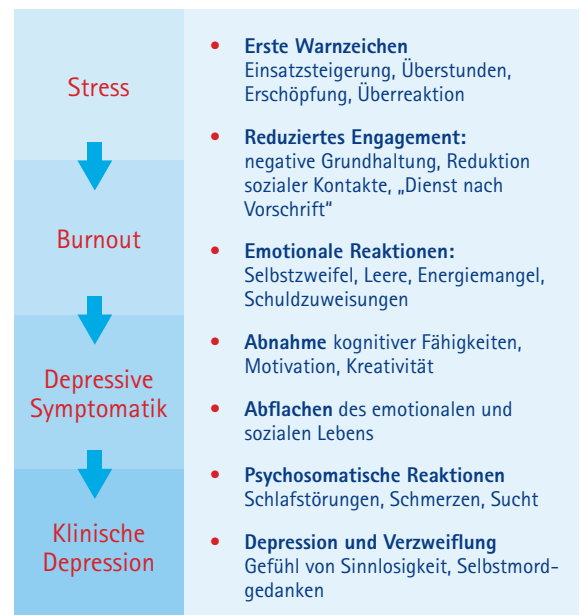 Stress
Burnout
Depressive
Symptomatik
Klinische
Depression
• Erste Warnzeichen
Einsatzsteigerung, Überstunden,
Erschöpfung, Überreaktion
• Reduziertes Engagement:
negative Grundhaltung, Reduktion
sozialer Kontakte, „Dienst nach
Vorschrift“
• Emotionale Reaktionen:
Selbstzweifel, Leere, Energiemangel,
Schuldzuweisungen
• Abnahme kognitiver Fähigkeiten,
Motivation, Kreativität
• Abflachen des emotionalen und
sozialen Lebens
• Psychosomatische Reaktionen
Schlafstörungen, Schmerzen, Sucht
• Depression und Verzweiflung
Gefühl von Sinnlosigkeit, Selbstmord-
gedanken